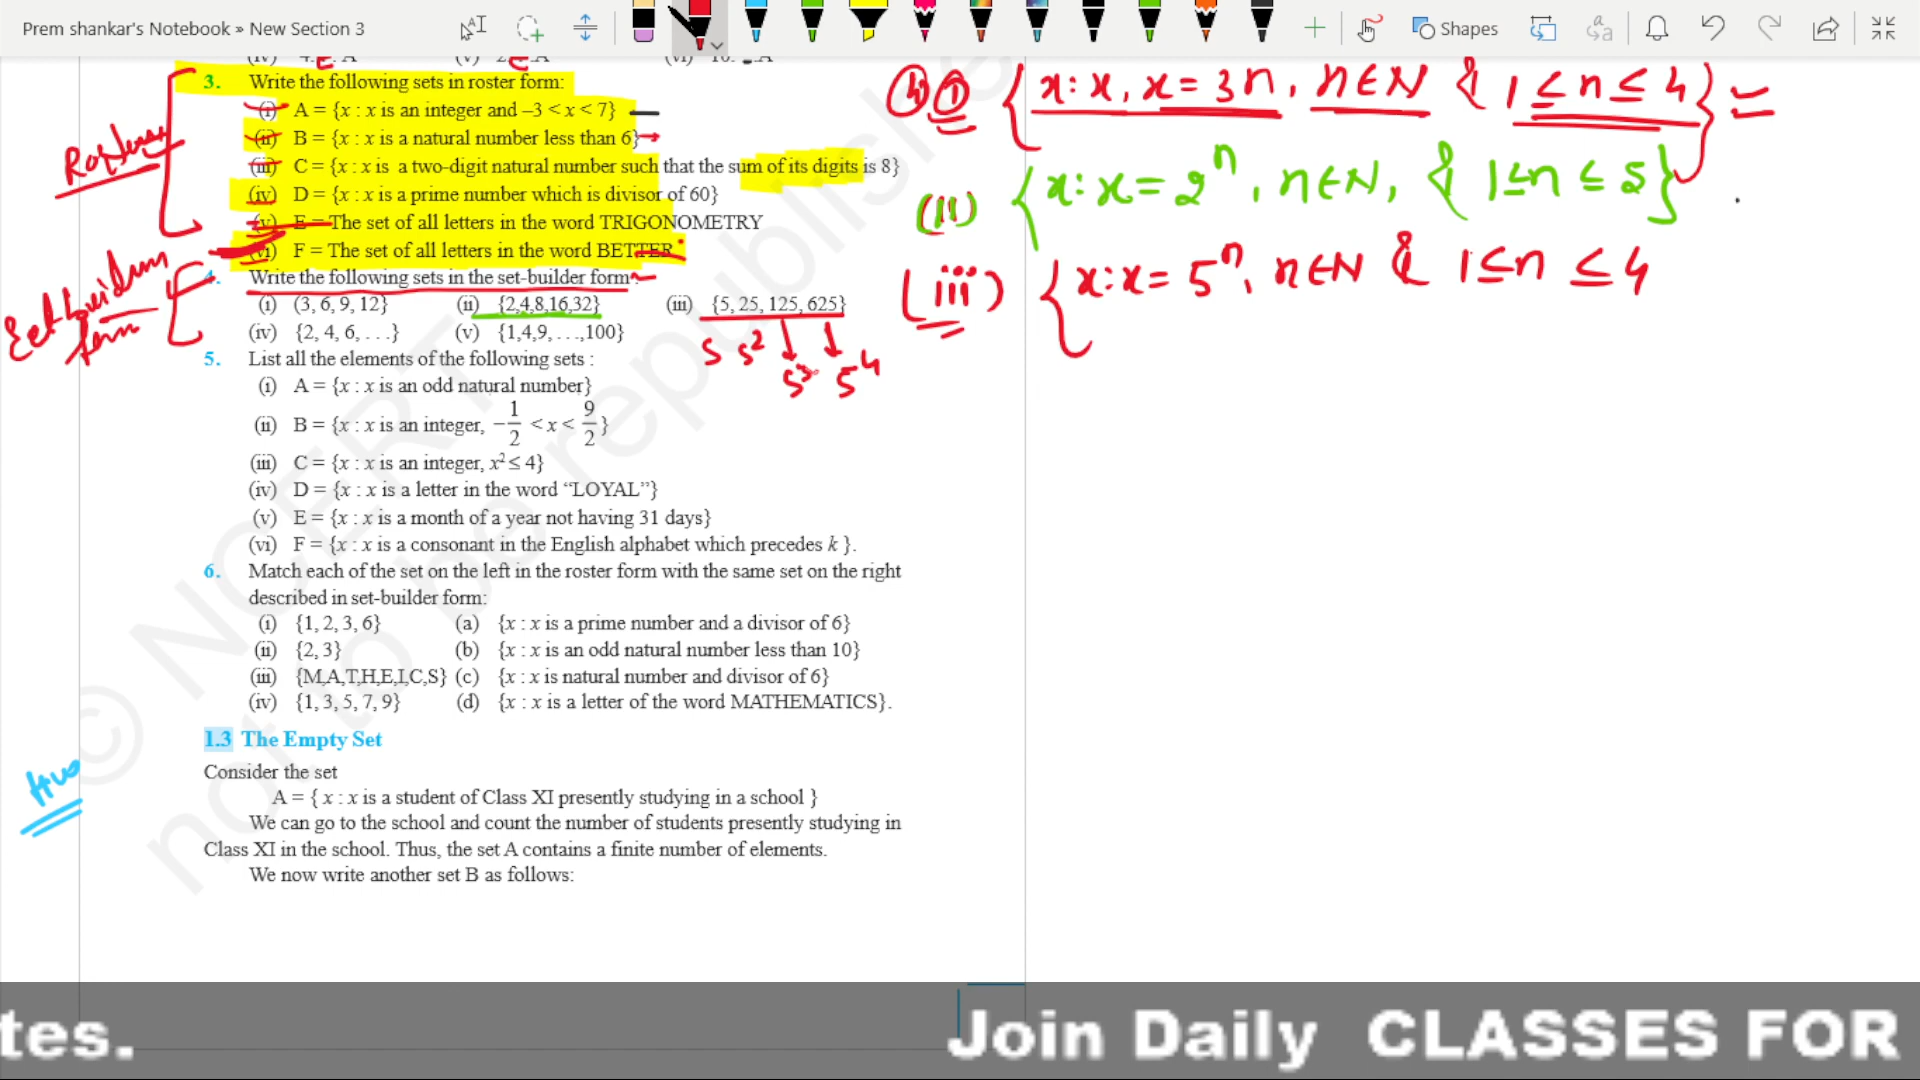 Prem shankar's Notebook » New Section 3
Shapes
3. Write the following sets in roster form:
(i) A = {x : x is an integer and –3 < x < 7}
(ii) B = {x : x is a natural number less than 6}
(iii) C = {x : x is a two-digit natural number such that the sum of its digits is 8}
(iv) D = {x : x is a prime number which is divisor of 60}
(v) E = The set of all letters in the word TRIGONOMETRY
(vi) F = The set of all letters in the word BETTER
4. Write the following sets in the set-builder form :
(i) (3, 6, 9, 12} (ii) {2,4,8,16,32} (iii) {5, 25, 125, 625}
(iv) {2, 4, 6, . . .} (v) {1,4,9, . . .,100}
5. List all the elements of the following sets :
(i) A = {x : x is an odd natural number}
(ii) B = {x : x is an integer, –1/2 < x < 9/2}
(iii) C = {x : x is an integer, x² ≤ 4}
(iv) D = {x : x is a letter in the word “LOYAL”}
(v) E = {x : x is a month of a year not having 31 days}
(vi) F = {x : x is a consonant in the English alphabet which precedes k }.
6. Match each of the set on the left in the roster form with the same set on the right
described in set-builder form:
(i) {1, 2, 3, 6} (a) {x : x is a prime number and a divisor of 6}
(ii) {2, 3} (b) {x : x is an odd natural number less than 10}
(iii) {M,A,T,H,E,I,C,S} (c) {x : x is natural number and divisor of 6}
(iv) {1, 3, 5, 7, 9} (d) {x : x is a letter of the word MATHEMATICS}.
1.3 The Empty Set
Consider the set
A = { x : x is a student of Class XI presently studying in a school }
We can go to the school and count the number of students presently studying in
Class XI in the school. Thus, the set A contains a finite number of elements.
We now write another set B as follows:
form
5 5² 5³ 5⁴
{x: x, x = 3n, n∈N & 1 ≤ n ≤ 4}
(ii) {x: x = 2ⁿ, n∈N, & 1≤n ≤ 5}
(iii) {x: x = 5ⁿ, n∈N & 1≤n ≤ 4
© NCERT
not to be republishe
tes. Join Daily CLASSES FOR